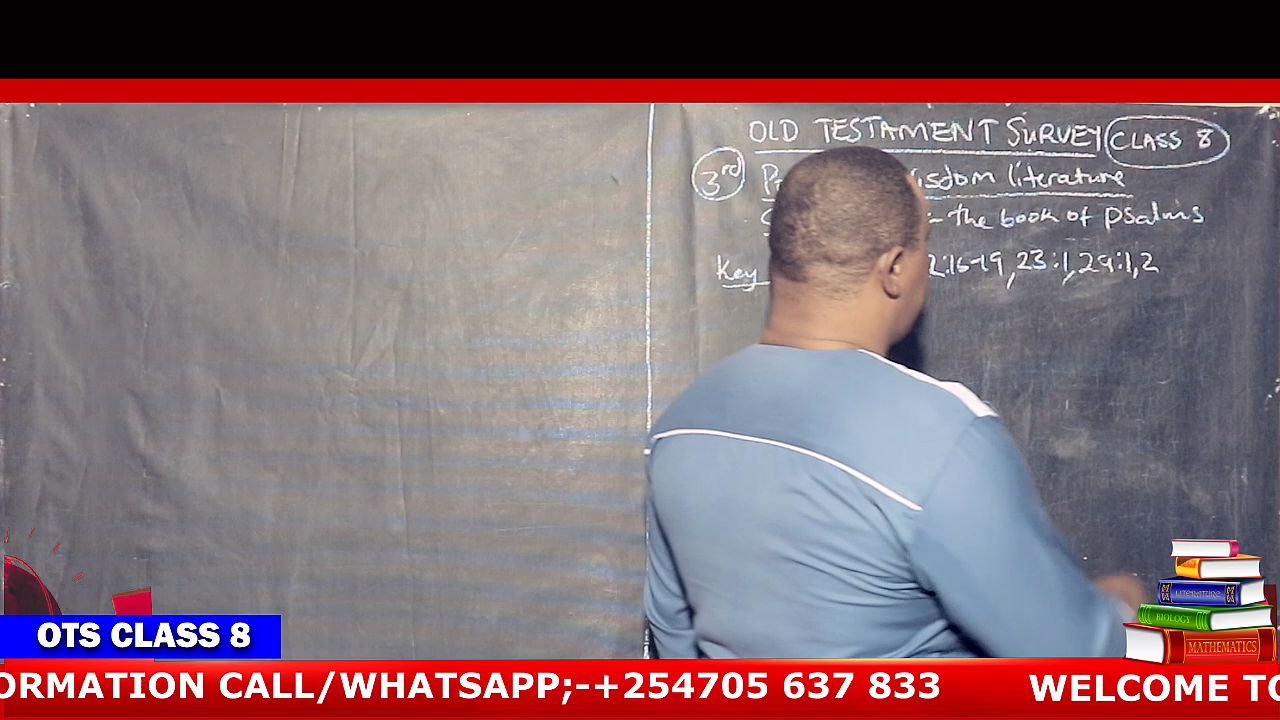 OLD TESTAMENT SURVEY CLASS 8
3rd literature
the book of psalms
Key 2:16-19, 23:1, 29:1,2
LITERATURE
BIOLOGY
MATHEMATICS
OTS CLASS 8
ORMATION CALL/WHATSAPP;-+254705 637 833 WELCOME TO